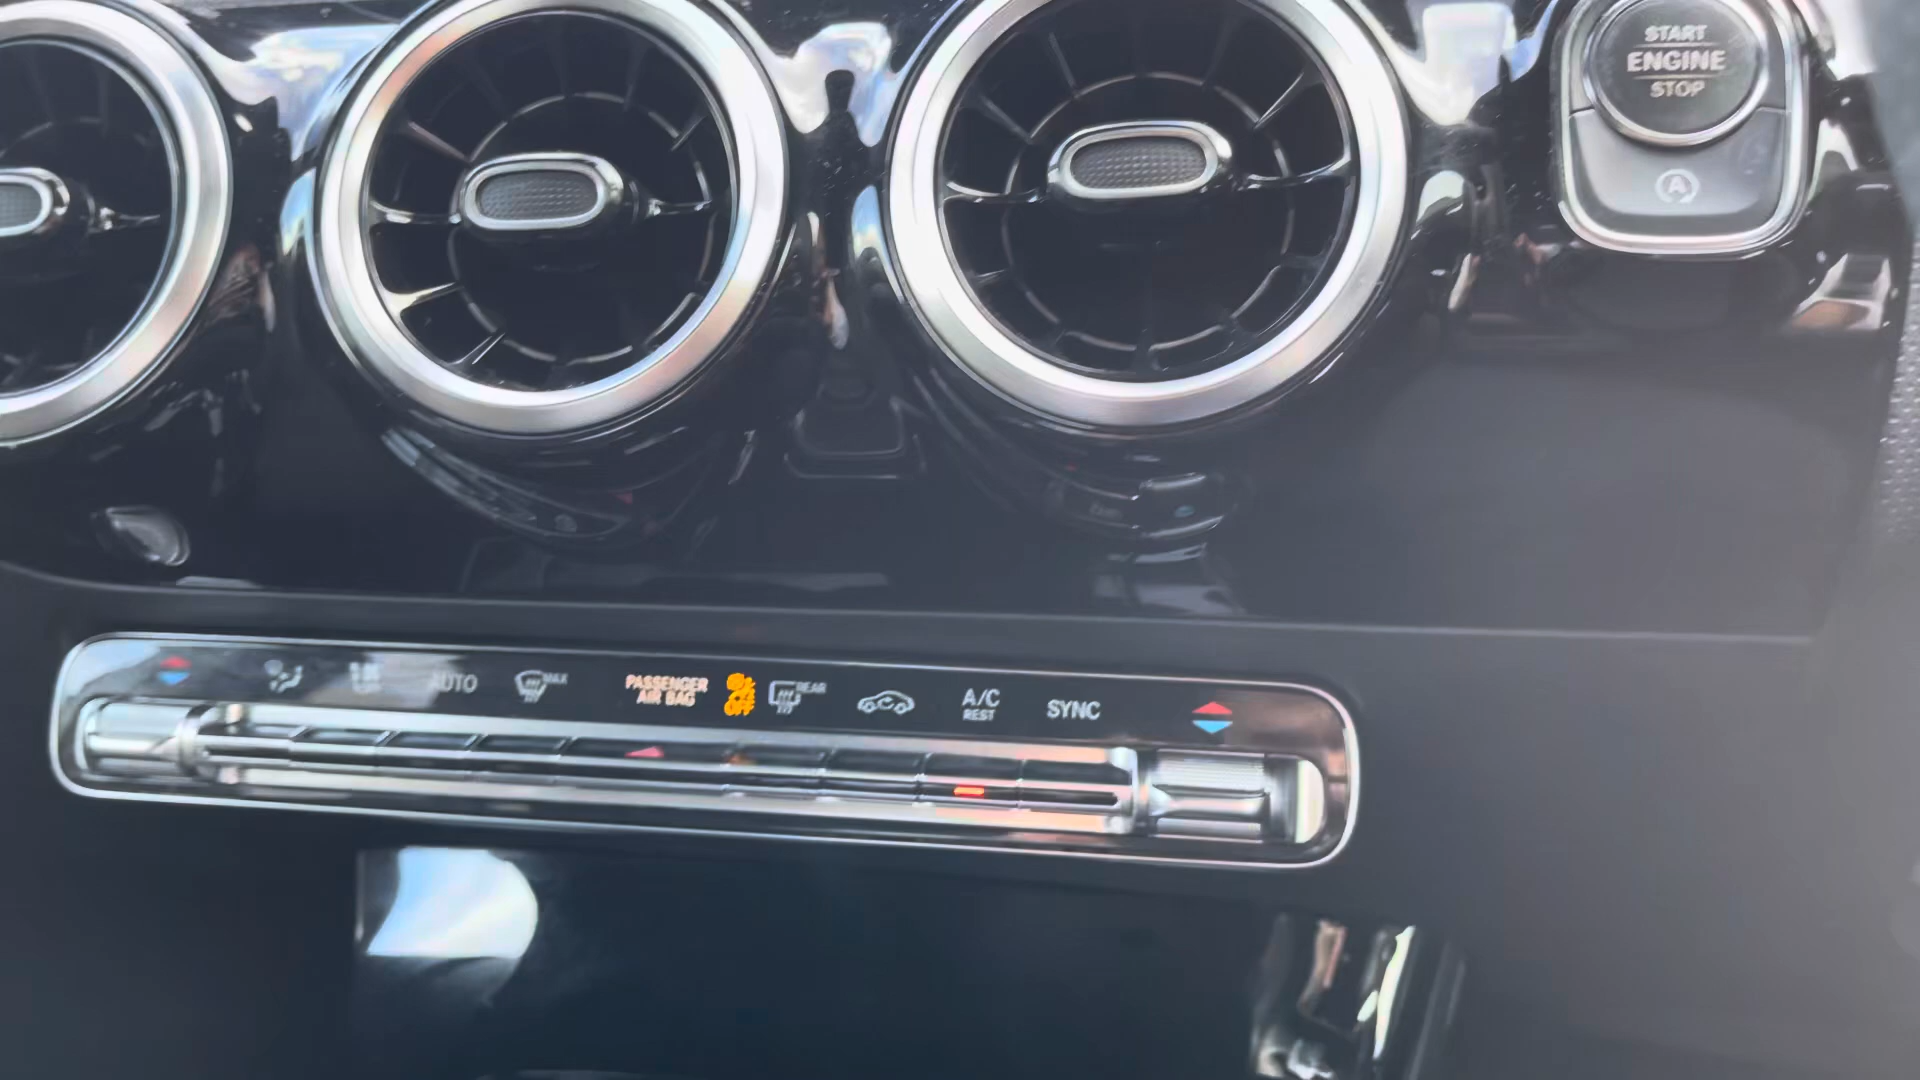 START
ENGINE
STOP
A
AUTO
MAX
PASSENGER
AIR BAG
OFF
REAR
A/C
REST
SYNC